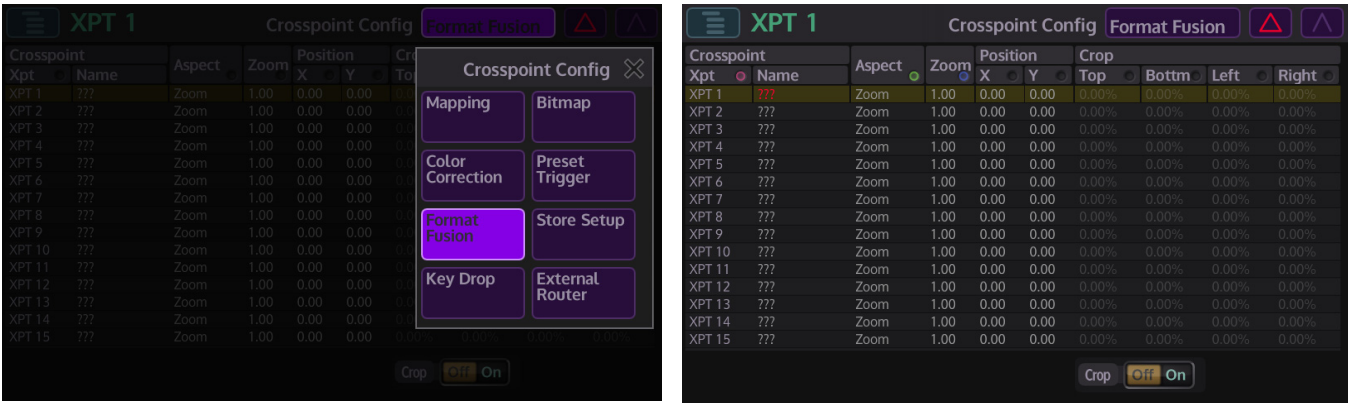 XPT 1 Crosspoint Config Format Fusion
Crosspoint Aspect Zoom Position Cro
Xpt Name X Y Top
XPT 1 ??? Zoom 1.00 0.00 0.00
XPT 2 ??? Zoom 1.00 0.00 0.00
XPT 3 ??? Zoom 1.00 0.00 0.00
XPT 4 ??? Zoom 1.00 0.00 0.00
XPT 5 ??? Zoom 1.00 0.00 0.00
XPT 6 ??? Zoom 1.00 0.00 0.00
XPT 7 ??? Zoom 1.00 0.00 0.00
XPT 8 ??? Zoom 1.00 0.00 0.00
XPT 9 ??? Zoom 1.00 0.00 0.00
XPT 10 ??? Zoom 1.00 0.00 0.00
XPT 11 ??? Zoom 1.00 0.00 0.00
XPT 12 ??? Zoom 1.00 0.00 0.00
XPT 13 ??? Zoom 1.00 0.00 0.00
XPT 14 ??? Zoom 1.00 0.00 0.00
XPT 15 ??? Zoom 1.00 0.00 0.00 0.00% 0.00% 0.00% 0.00%
Crop Off On
Crosspoint Config
Mapping Bitmap
Color Preset
Correction Trigger
Format Store Setup
Fusion
Key Drop External
Router
XPT 1 Crosspoint Config Format Fusion
Crosspoint Aspect Zoom Position Crop
Xpt Name X Y Top Bottm Left Right
XPT 1 ??? Zoom 1.00 0.00 0.00 0.00% 0.00% 0.00% 0.00%
XPT 2 ??? Zoom 1.00 0.00 0.00 0.00% 0.00% 0.00% 0.00%
XPT 3 ??? Zoom 1.00 0.00 0.00 0.00% 0.00% 0.00% 0.00%
XPT 4 ??? Zoom 1.00 0.00 0.00 0.00% 0.00% 0.00% 0.00%
XPT 5 ??? Zoom 1.00 0.00 0.00 0.00% 0.00% 0.00% 0.00%
XPT 6 ??? Zoom 1.00 0.00 0.00 0.00% 0.00% 0.00% 0.00%
XPT 7 ??? Zoom 1.00 0.00 0.00 0.00% 0.00% 0.00% 0.00%
XPT 8 ??? Zoom 1.00 0.00 0.00 0.00% 0.00% 0.00% 0.00%
XPT 9 ??? Zoom 1.00 0.00 0.00 0.00% 0.00% 0.00% 0.00%
XPT 10 ??? Zoom 1.00 0.00 0.00 0.00% 0.00% 0.00% 0.00%
XPT 11 ??? Zoom 1.00 0.00 0.00 0.00% 0.00% 0.00% 0.00%
XPT 12 ??? Zoom 1.00 0.00 0.00 0.00% 0.00% 0.00% 0.00%
XPT 13 ??? Zoom 1.00 0.00 0.00 0.00% 0.00% 0.00% 0.00%
XPT 14 ??? Zoom 1.00 0.00 0.00 0.00% 0.00% 0.00% 0.00%
XPT 15 ??? Zoom 1.00 0.00 0.00 0.00% 0.00% 0.00% 0.00%
Crop Off On